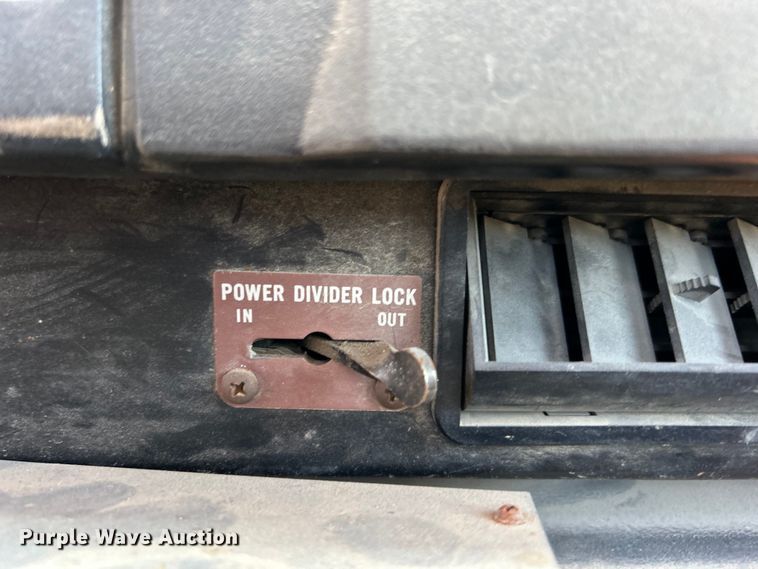 POWER DIVIDER LOCK
IN OUT
Purple Wave Auction